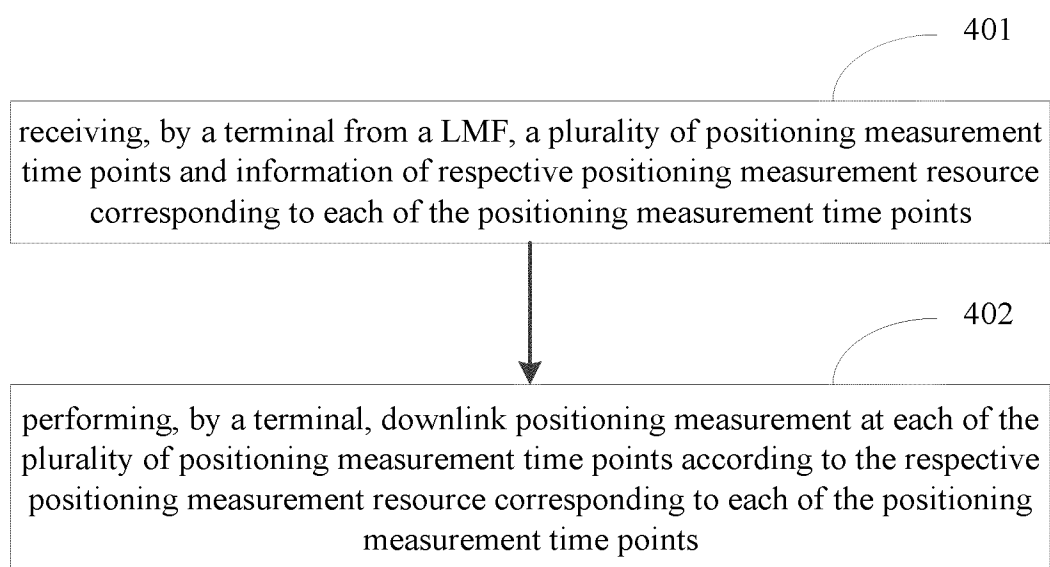 401
receiving, by a terminal from a LMF, a plurality of positioning measurement
time points and information of respective positioning measurement resource
corresponding to each of the positioning measurement time points
402
performing, by a terminal, downlink positioning measurement at each of the
plurality of positioning measurement time points according to the respective
positioning measurement resource corresponding to each of the positioning
measurement time points